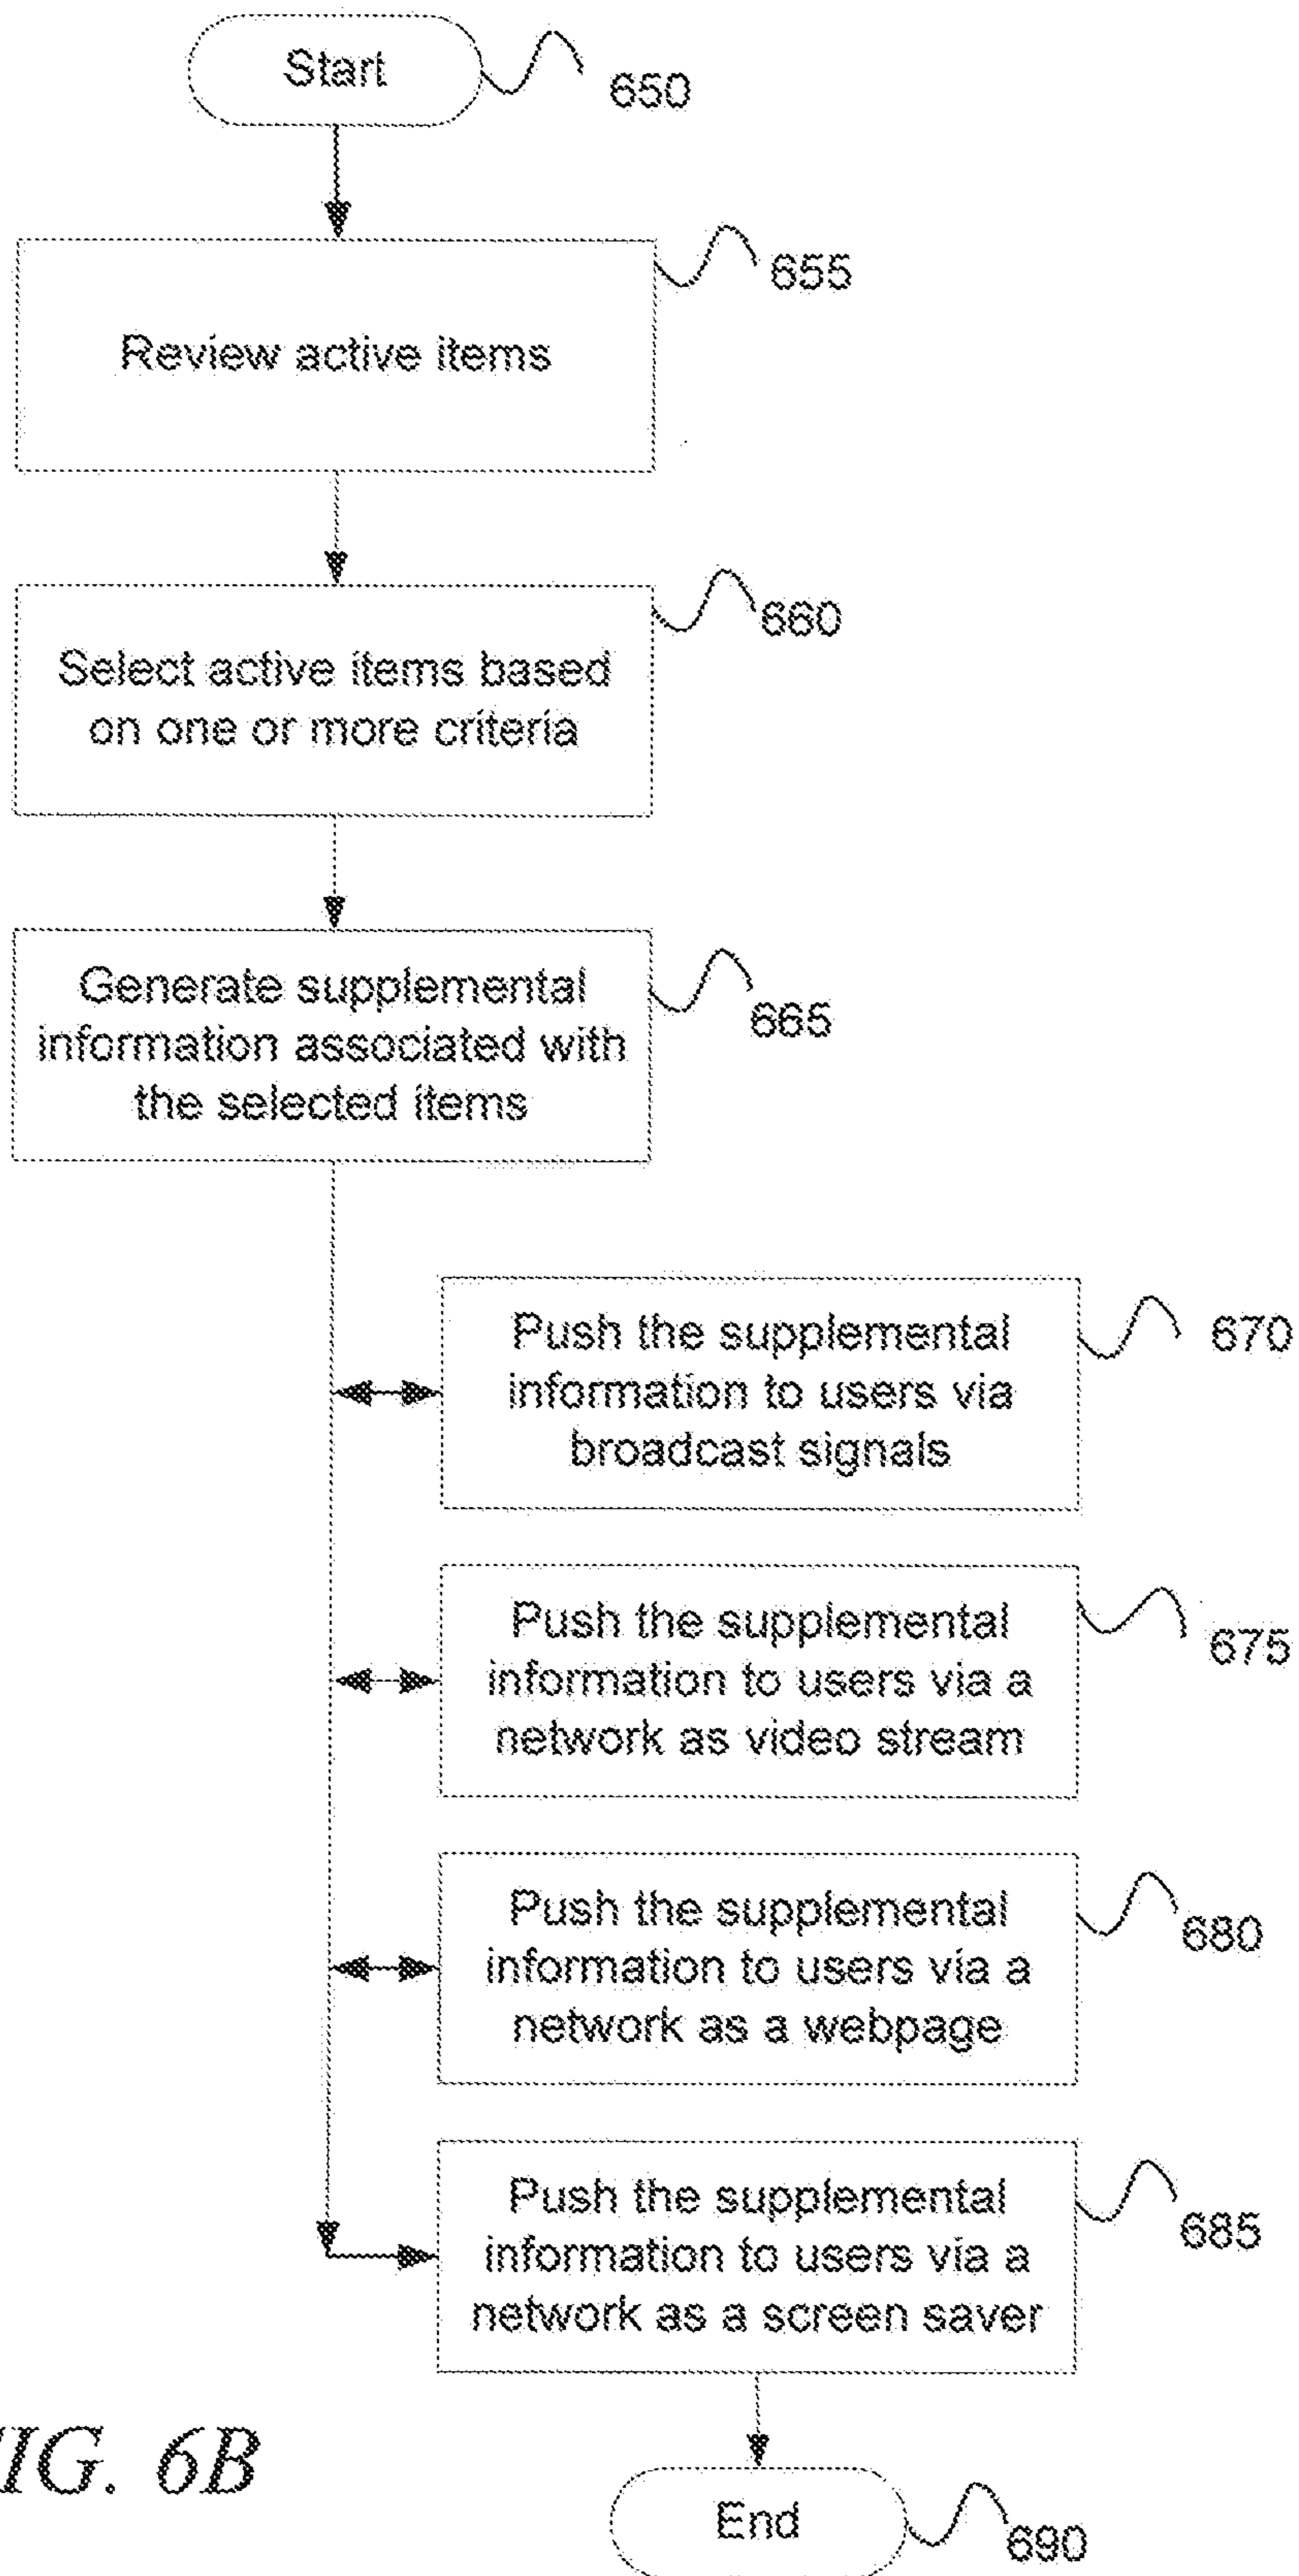 Start
650
655
Review active items
660
Select active items based
on one or more criteria
Generate supplemental
665
information associated with
the selected items
Push the supplemental
670
information to users via
broadcast signals
Push the supplemental
675
information to users via a
network as video stream
Push the supplemental
680
information to users via a
network as a webpage
Push the supplemental
685
information to users via a
network as a screen saver
IG. 6B
End
690